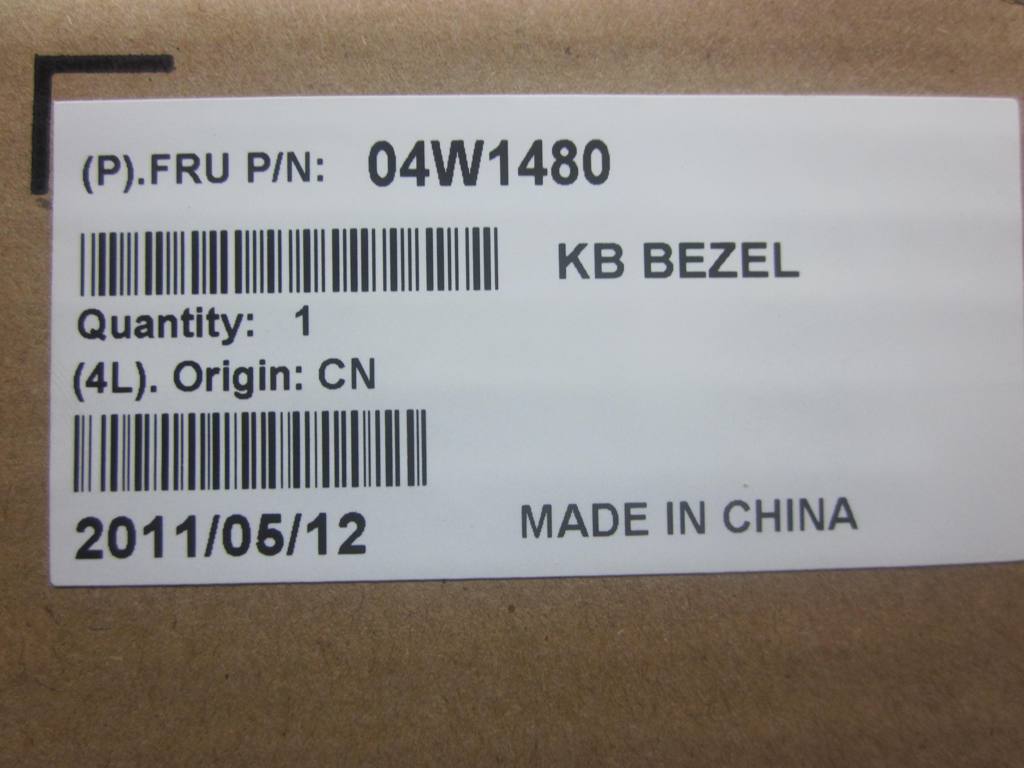 (P).FRU P/N: 04W1480
KB BEZEL
Quantity: 1
(4L). Origin: CN
2011/05/12
MADE IN CHINA